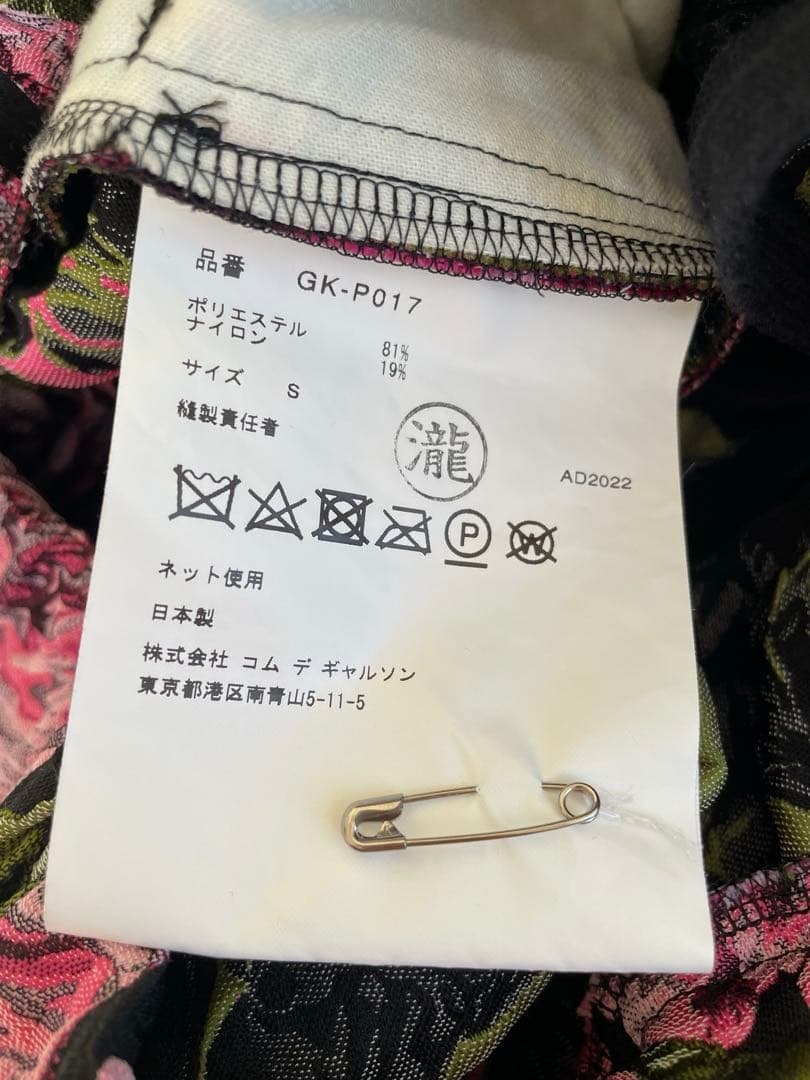 品番 GK-P017
ポリエステル 81%
ナイロン 19%
サイズ S
縫製責任者 瀧
AD2022
P W
ネット使用
日本製
株式会社 コム デ ギャルソン
東京都港区南青山5-11-5